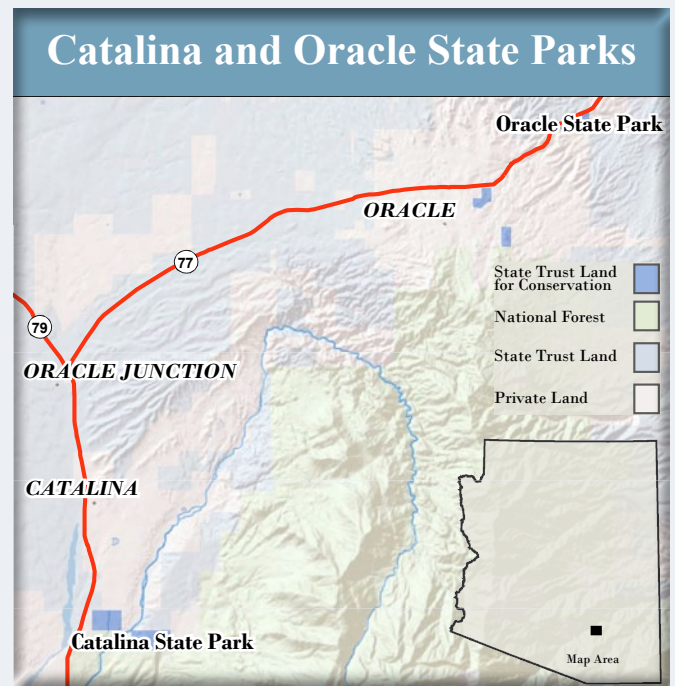 Catalina and Oracle State Parks
Oracle State Park
ORACLE
77
State Trust Land
for Conservation
National Forest
79
State Trust Land
ORACLE JUNCTION
Private Land
CATALINA
Catalina State Park
Map Area